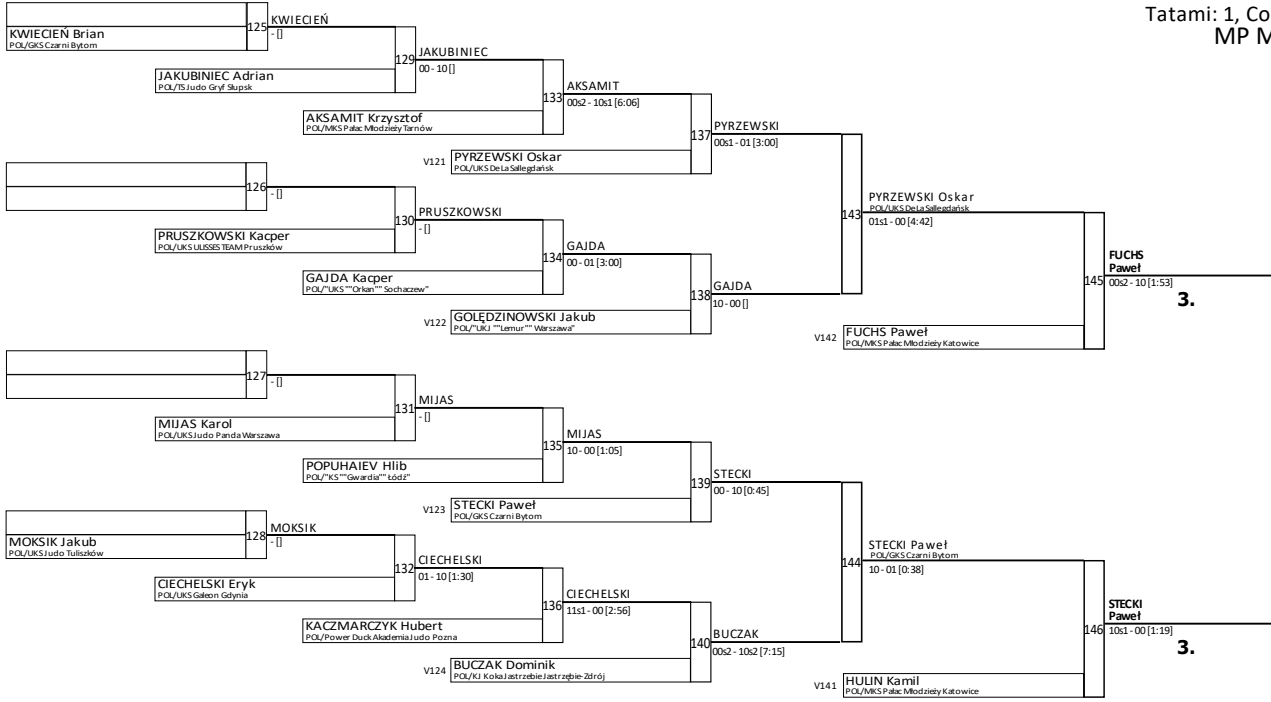 Tatami: 1, Co
MP M
KWIECIEŃ Brian
POL/GKS Czarni Bytom
125
KWIECIEŃ
- []
JAKUBINIEC Adrian
POL/TS Judo Gryf Słupsk
129
JAKUBINIEC
00 - 10 []
AKSAMIT Krzysztof
POL/MKS Pałac Młodzieży Tarnów
133
AKSAMIT
00s2 - 10s1 [6:06]
V121
PYRZEWSKI Oskar
POL/UKS De La Salle gdańsk
137
PYRZEWSKI
00s1 - 01 [3:00]
126
- []
PRUSZKOWSKI Kacper
POL/UKS ULISSES TEAM Pruszków
130
PRUSZKOWSKI
- []
GAJDA Kacper
POL/"UKS ""Orkan"" Sochaczew"
134
GAJDA
00 - 01 [3:00]
V122
GOLĘDZINOWSKI Jakub
POL/"UKJ ""Lemur"" Warszawa"
138
GAJDA
10 - 00 []
143
PYRZEWSKI Oskar
POL/UKS De La Salle gdańsk
01s1 - 00 [4:42]
V142
FUCHS Paweł
POL/MKS Pałac Młodzieży Katowice
145
FUCHS
Paweł
00s2 - 10 [1:53]
3.
127
- []
MIJAS Karol
POL/UKS Judo Panda Warszawa
131
MIJAS
- []
POPUHAIEV Hlib
POL/"KS ""Gwardia"" Łódź"
135
MIJAS
10 - 00 [1:05]
V123
STECKI Paweł
POL/GKS Czarni Bytom
139
STECKI
00 - 10 [0:45]
MOKSIK Jakub
POL/UKS Judo Tuliszków
128
MOKSIK
- []
CIECHELSKI Eryk
POL/UKS Galeon Gdynia
132
CIECHELSKI
01 - 10 [1:30]
KACZMARCZYK Hubert
POL/Power Duck Akademia Judo Pozna
136
CIECHELSKI
11s1 - 00 [2:56]
V124
BUCZAK Dominik
POL/KJ Koka Jastrzebie Jastrzębie-Zdrój
140
BUCZAK
00s2 - 10s2 [7:15]
144
STECKI Paweł
POL/GKS Czarni Bytom
10 - 01 [0:38]
V141
HULIN Kamil
POL/MKS Pałac Młodzieży Katowice
146
STECKI
Paweł
10s1 - 00 [1:19]
3.